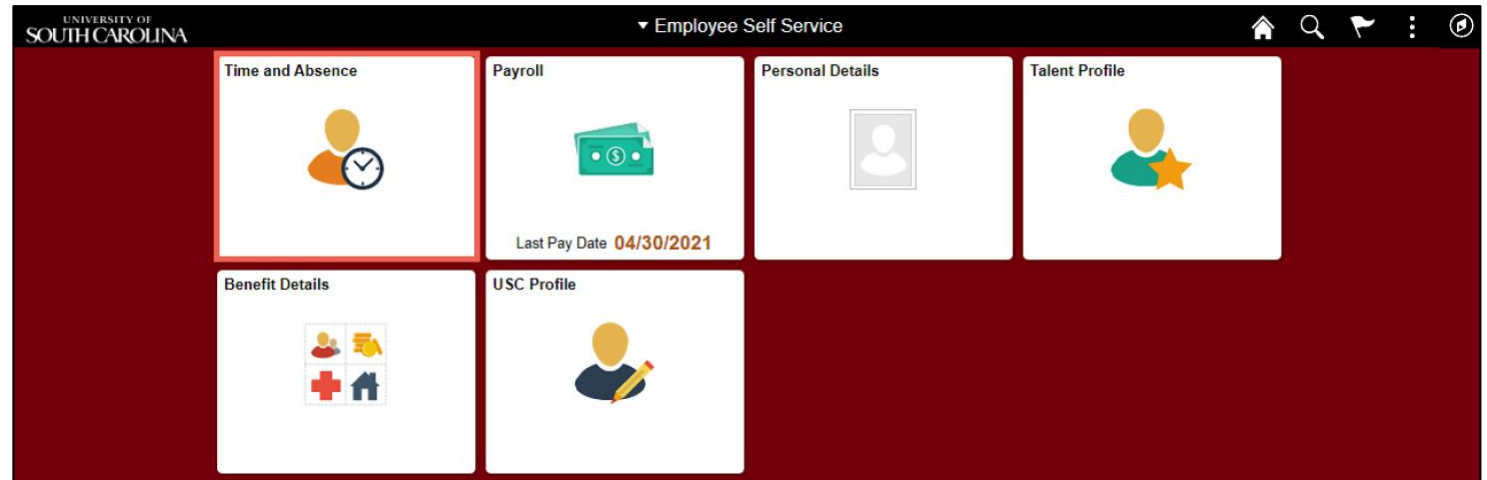 UNIVERSITY OF
SOUTH CAROLINA
Employee Self Service
Time and Absence
Payroll
Last Pay Date 04/30/2021
Personal Details
Talent Profile
Benefit Details
USC Profile